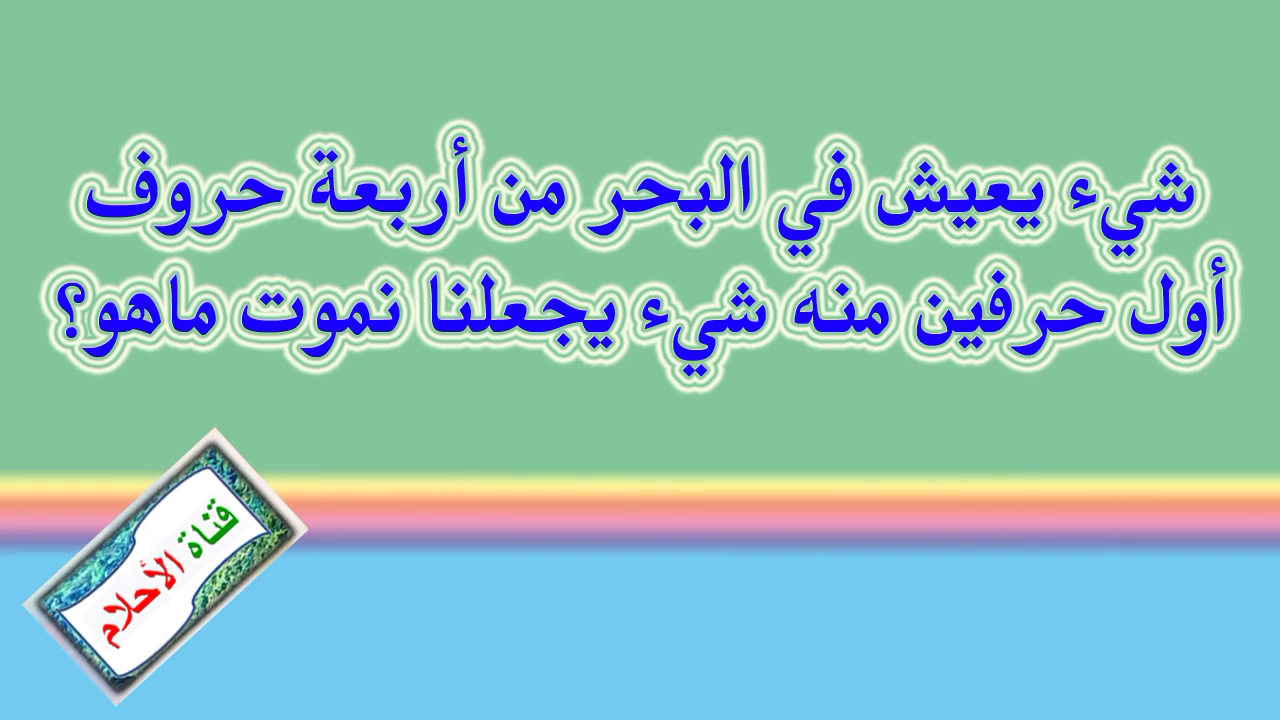 شيء يعيش في البحر من أربعة حروف
أول حرفين منه شيء يجعلنا نموت ماهو؟
قناة الأحلام